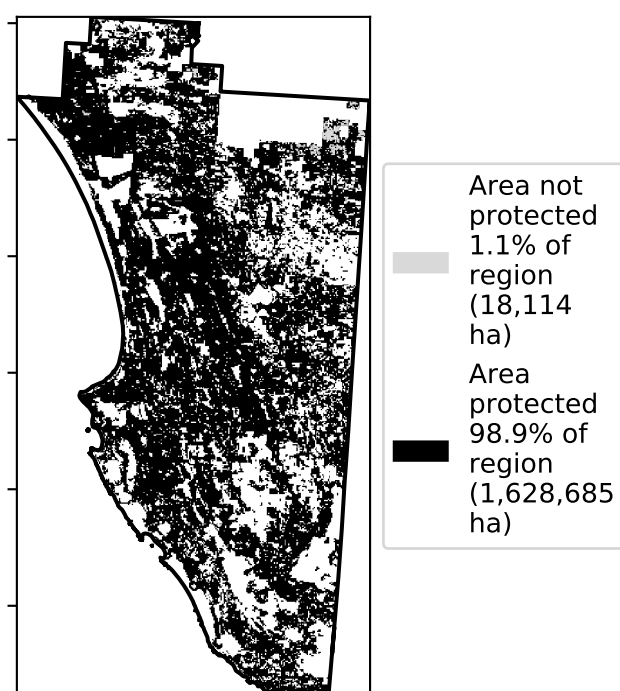 Area not
protected
1.1% of
region
(18,114
ha)
Area
protected
98.9% of
region
(1,628,685
ha)